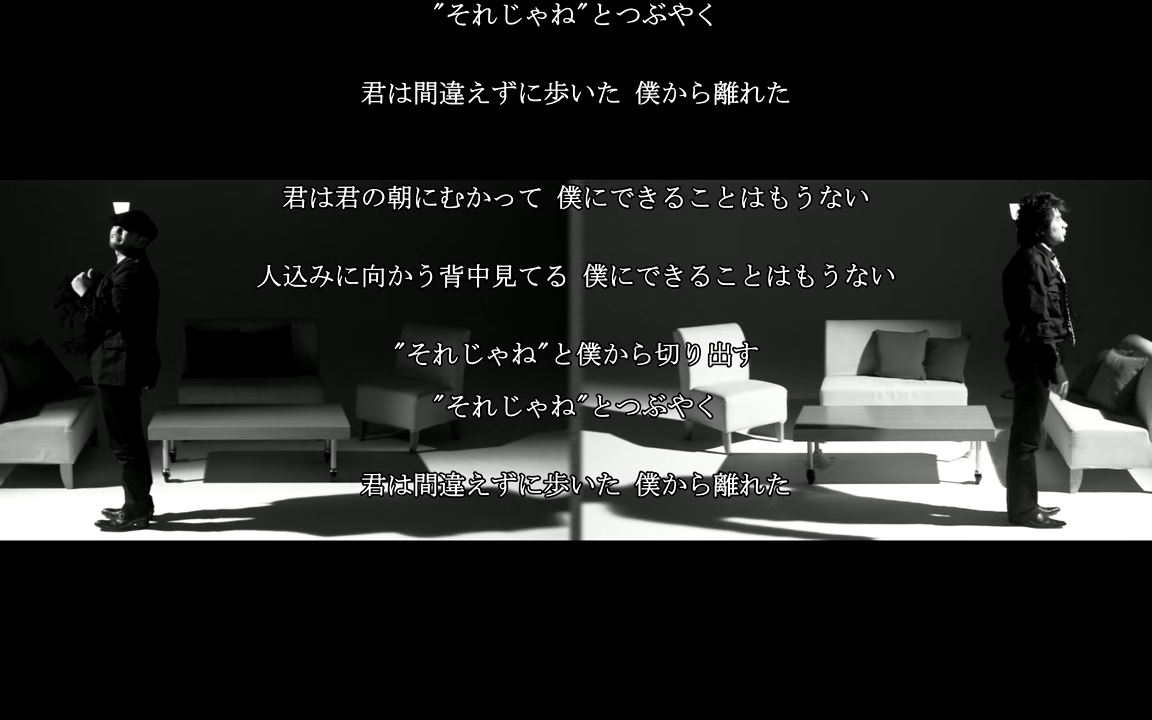 "それじゃね"とつぶやく
君は間違えずに歩いた 僕から離れた
君は君の朝にむかって 僕にできることはもうない
人込みに向かう背中見てる 僕にできることはもうない
"それじゃね"と僕から切り出す
"それじゃね"とつぶやく
君は間違えずに歩いた 僕から離れた